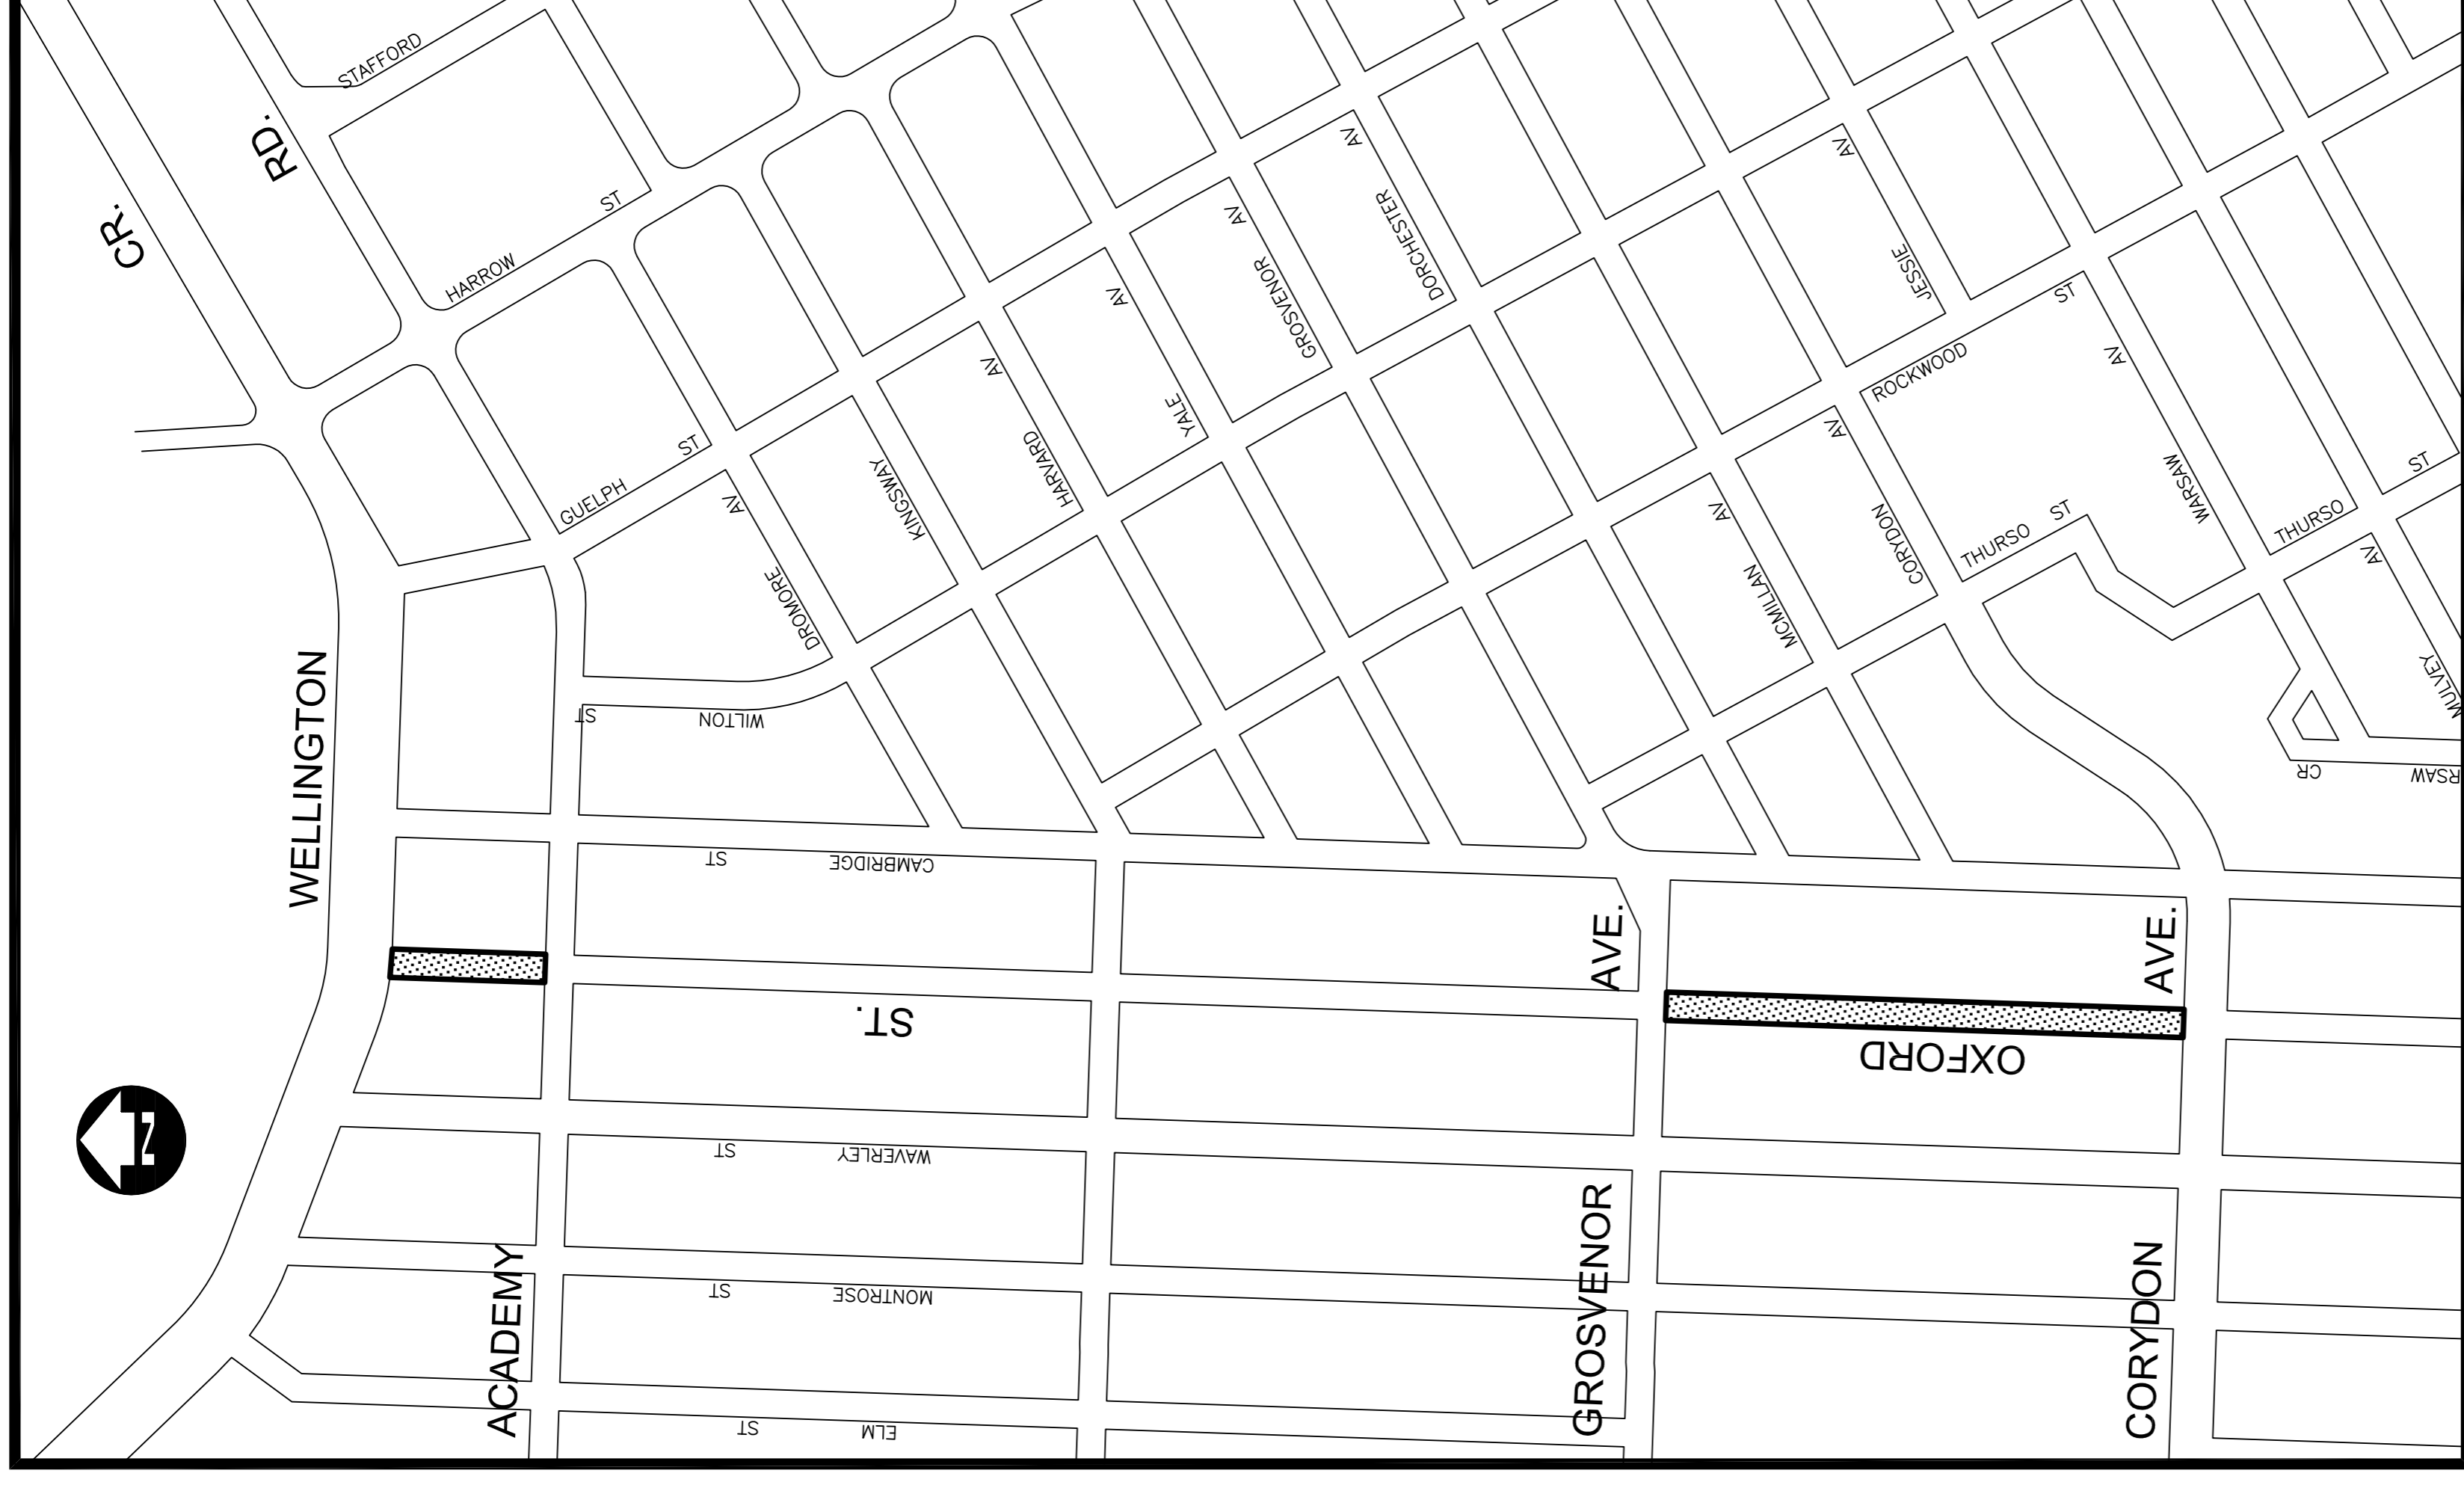 STAFFORD
RD.
CR.
HARROW ST
GUELPH ST
DROMORE AV
KINGSWAY
HARVARD AV
YALE AV
GROSVENOR AV
DORCHESTER AV
JESSIE AV
ROCKWOOD ST
MCMILLAN AV
CORYDON AV
THURSO ST
WARSAW AV
THURSO ST
MULVEY AV
CR
RSAW
WILTON ST
WELLINGTON
CAMBRIDGE ST
OXFORD ST.
WAVERLEY ST
MONTROSE ST
ELM ST
ACADEMY
GROSVENOR AVE.
CORYDON AVE.
N